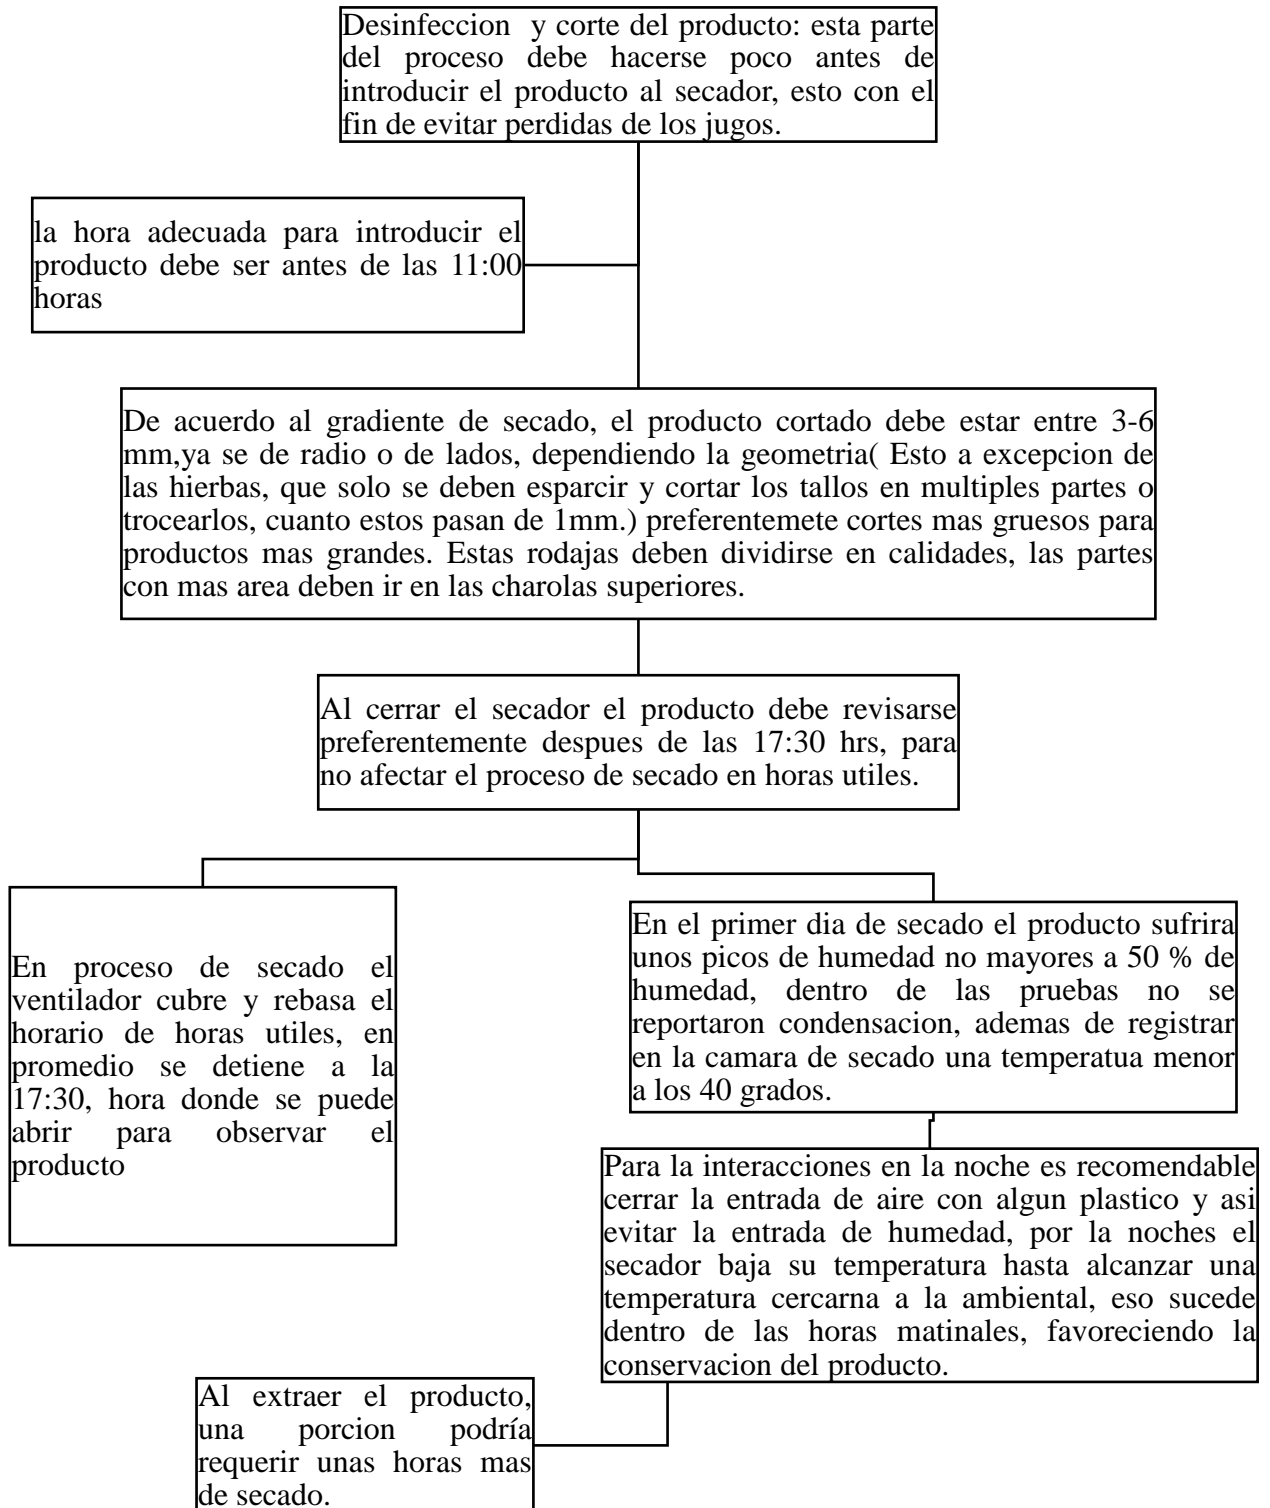 Desinfeccion y corte del producto: esta parte
del proceso debe hacerse poco antes de
introducir el producto al secador, esto con el
fin de evitar perdidas de los jugos.
la hora adecuada para introducir el
producto debe ser antes de las 11:00
horas
De acuerdo al gradiente de secado, el producto cortado debe estar entre 3-6
mm,ya se de radio o de lados, dependiendo la geometria( Esto a excepcion de
las hierbas, que solo se deben esparcir y cortar los tallos en multiples partes o
trocearlos, cuanto estos pasan de 1mm.) preferentemete cortes mas gruesos para
productos mas grandes. Estas rodajas deben dividirse en calidades, las partes
con mas area deben ir en las charolas superiores.
Al cerrar el secador el producto debe revisarse
preferentemente despues de las 17:30 hrs, para
no afectar el proceso de secado en horas utiles.
En proceso de secado el
ventilador cubre y rebasa el
horario de horas utiles, en
promedio se detiene a la
17:30, hora donde se puede
abrir para observar el
producto
En el primer dia de secado el producto sufrira
unos picos de humedad no mayores a 50 % de
humedad, dentro de las pruebas no se
reportaron condensacion, ademas de registrar
en la camara de secado una temperatua menor
a los 40 grados.
Para la interacciones en la noche es recomendable
cerrar la entrada de aire con algun plastico y asi
evitar la entrada de humedad, por la noches el
secador baja su temperatura hasta alcanzar una
temperatura cercarna a la ambiental, eso sucede
dentro de las horas matinales, favoreciendo la
conservacion del producto.
Al extraer el producto,
una porcion podría
requerir unas horas mas
de secado.